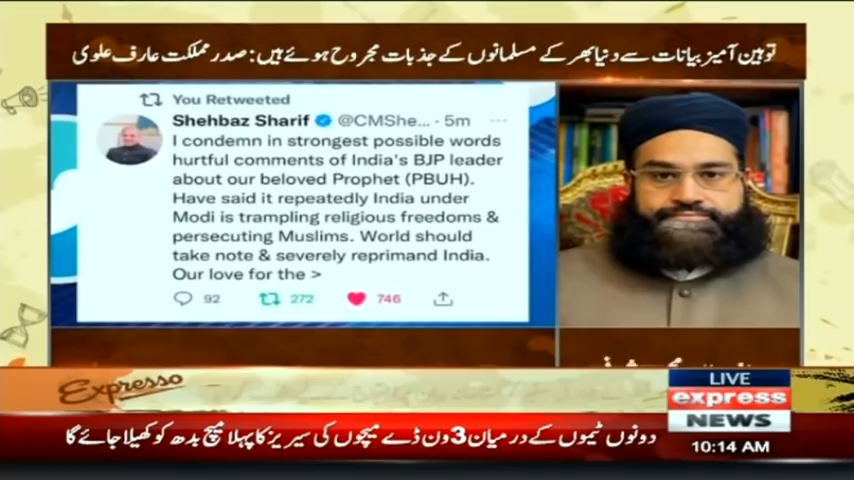 توہین آمیز بیانات سے دنیا بھر کے مسلمانوں کے جذبات مجروح ہوئے ہیں: صدر مملکت عارف علوی
You Retweeted
Shehbaz Sharif @CMShe... · 5m
I condemn in strongest possible words
hurtful comments of India's BJP leader
about our beloved Prophet (PBUH).
Have said it repeatedly India under
Modi is trampling religious freedoms &
persecuting Muslims. World should
take note & severely reprimand India.
Our love for the >
92 272 746
Expresso
LIVE
express
NEWS
10:14 AM
دونوں ٹیموں کے درمیان 3 ون ڈے میچوں کی سیریز کا پہلا میچ بدھ کو کھیلا جائے گا